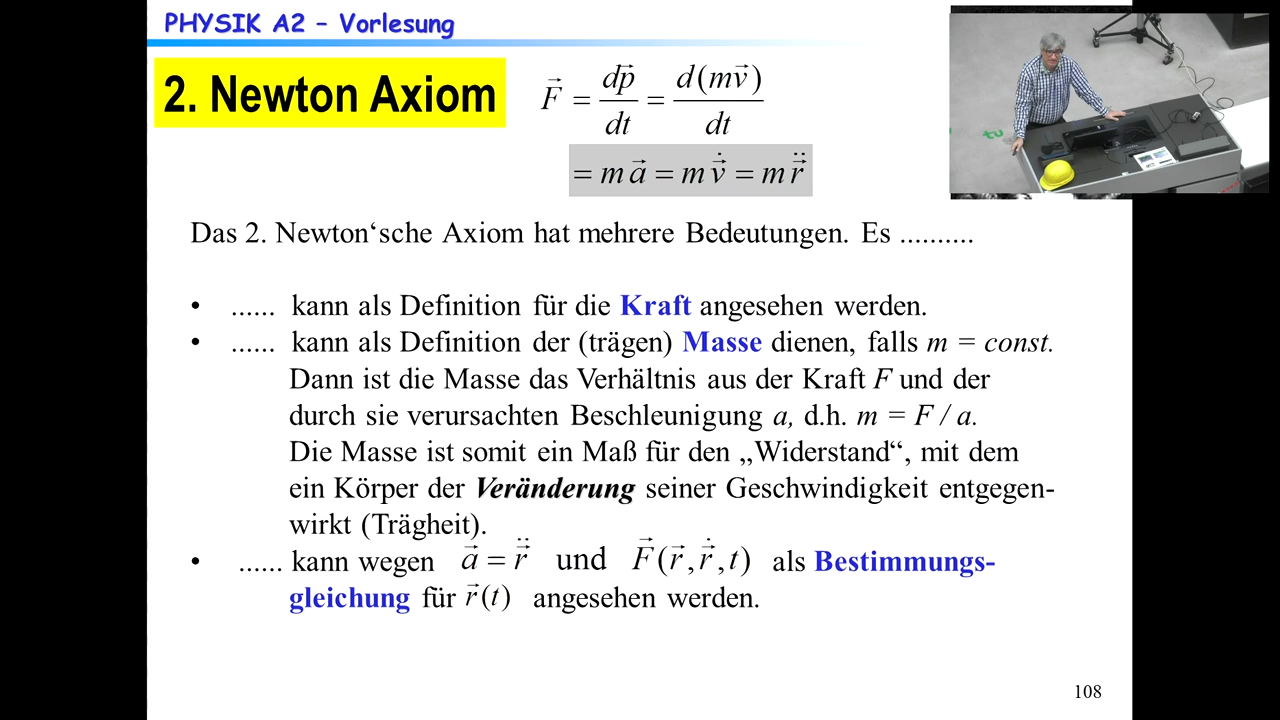 PHYSIK A2 – Vorlesung
2. Newton Axiom
F⃗ = dp⃗/dt = d(mv⃗)/dt
= m a⃗ = m v⃗̇ = m r⃗̈
Das 2. Newton‘sche Axiom hat mehrere Bedeutungen. Es ..........
• ...... kann als Definition für die Kraft angesehen werden.
• ...... kann als Definition der (trägen) Masse dienen, falls m = const.
Dann ist die Masse das Verhältnis aus der Kraft F und der
durch sie verursachten Beschleunigung a, d.h. m = F / a.
Die Masse ist somit ein Maß für den „Widerstand“, mit dem
ein Körper der Veränderung seiner Geschwindigkeit entgegen-
wirkt (Trägheit).
• ...... kann wegen a⃗ = r⃗̈ und F⃗(r⃗, r⃗̇, t) als Bestimmungs-
gleichung für r⃗(t) angesehen werden.
108